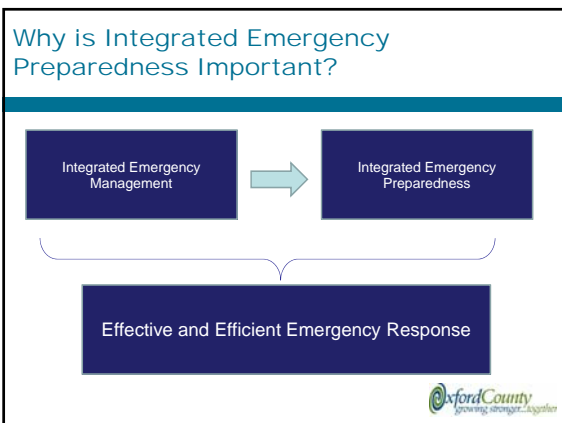 Why is Integrated Emergency
Preparedness Important?
Integrated Emergency
Management
Integrated Emergency
Preparedness
Effective and Efficient Emergency Response
OxfordCounty
growing stronger...together